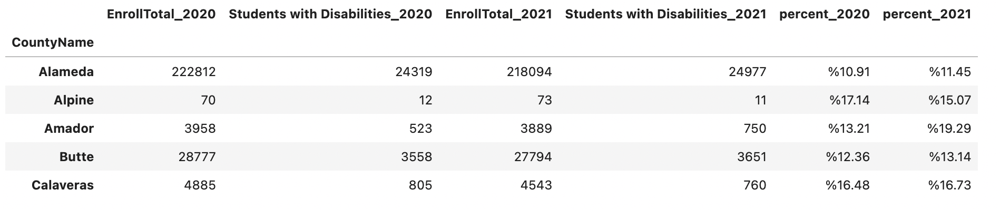 EnrollTotal_2020 Students with Disabilities_2020 EnrollTotal_2021 Students with Disabilities_2021 percent_2020 percent_2021
CountyName
Alameda 222812 24319 218094 24977 %10.91 %11.45
Alpine 70 12 73 11 %17.14 %15.07
Amador 3958 523 3889 750 %13.21 %19.29
Butte 28777 3558 27794 3651 %12.36 %13.14
Calaveras 4885 805 4543 760 %16.48 %16.73